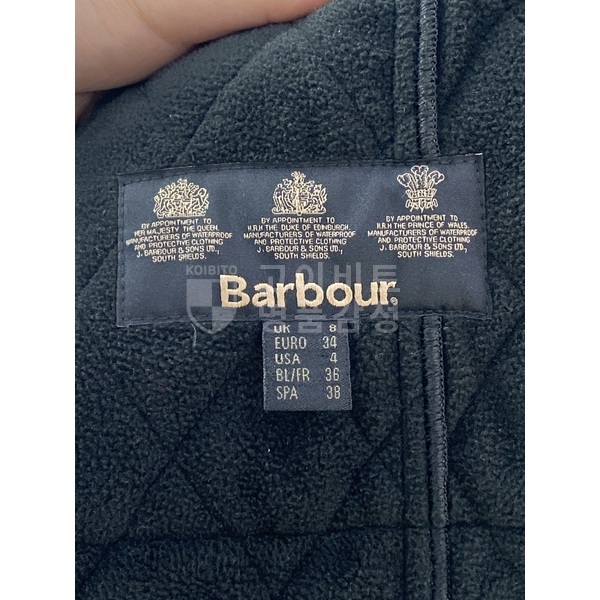 BY APPOINTMENT TO
HER MAJESTY THE QUEEN.
MANUFACTURERS OF WATERPROOF
AND PROTECTIVE CLOTHING
J. BARBOUR & SONS LTD.,
SOUTH SHIELDS.
BY APPOINTMENT TO
H.R.H THE DUKE OF EDINBURGH.
MANUFACTURERS OF WATERPROOF
AND PROTECTIVE CLOTHING
J. BARBOUR & SONS LTD.,
SOUTH SHIELDS.
BY APPOINTMENT TO
H.R.H THE PRINCE OF WALES.
MANUFACTURERS OF WATERPROOF
AND PROTECTIVE CLOTHING
J. BARBOUR & SONS LTD.,
SOUTH SHIELDS.
KOIBITO
고이비토
명품감정
Barbour
UK 8
EURO 34
USA 4
BL/FR 36
SPA 38